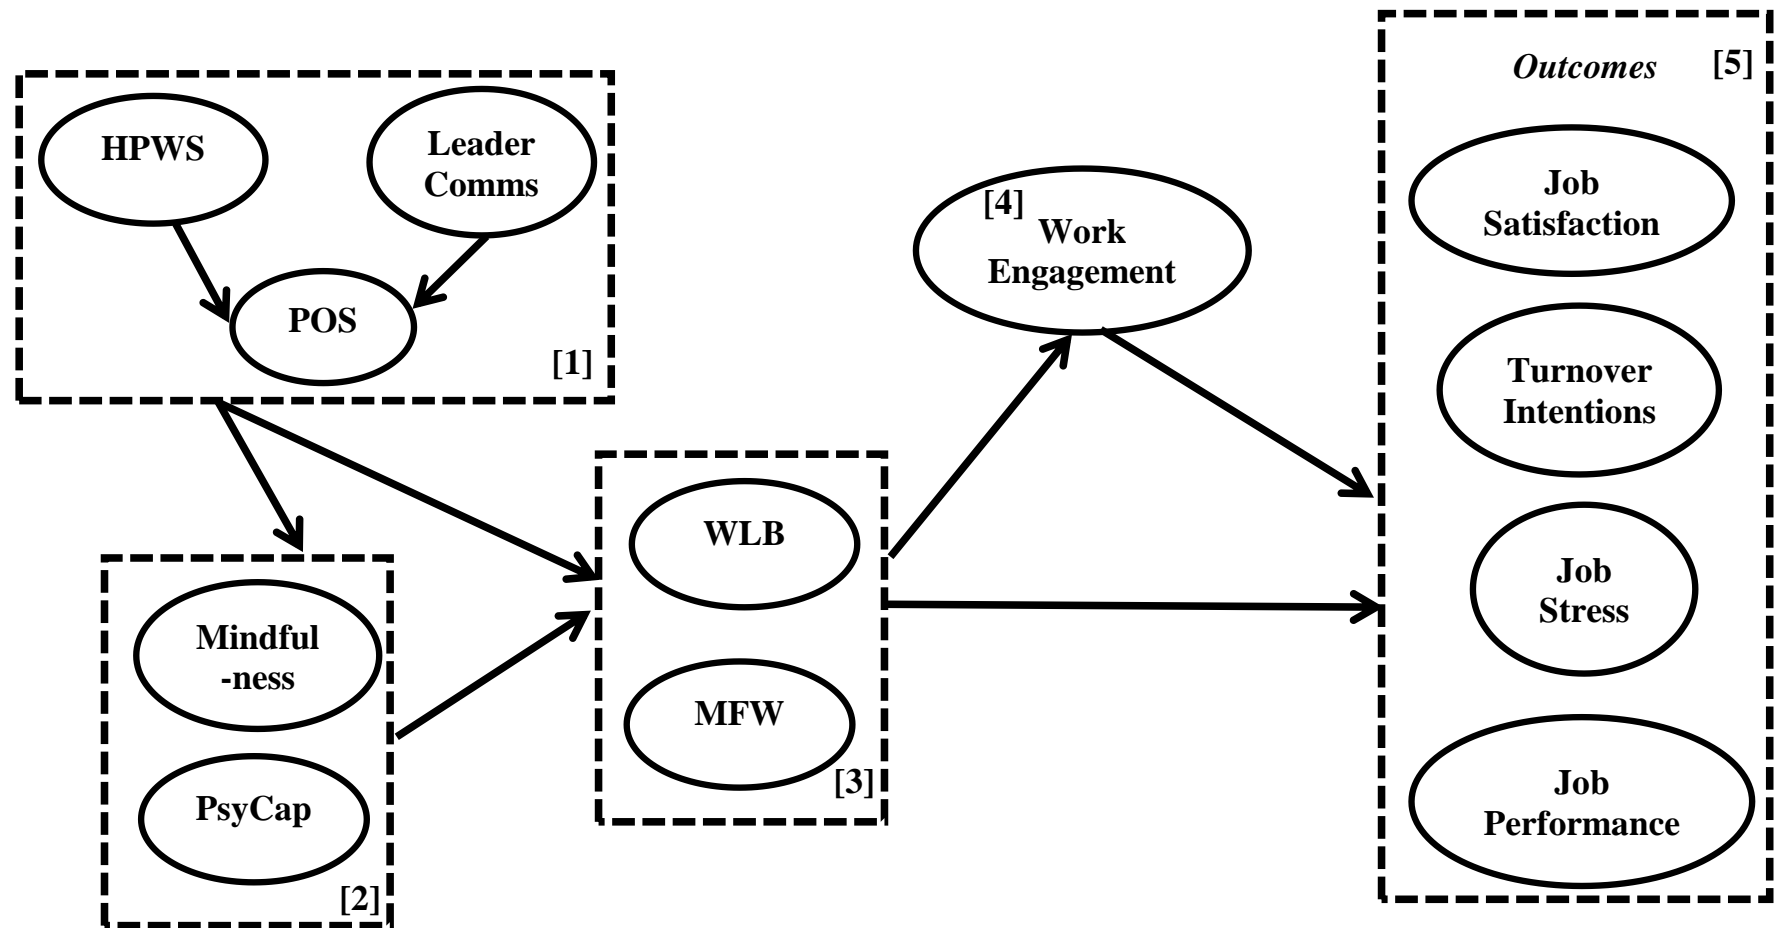 HPWS
Leader
Comms
POS
[1]
Mindful
-ness
PsyCap
[2]
WLB
MFW
[3]
[4]
Work
Engagement
Outcomes
[5]
Job
Satisfaction
Turnover
Intentions
Job
Stress
Job
Performance